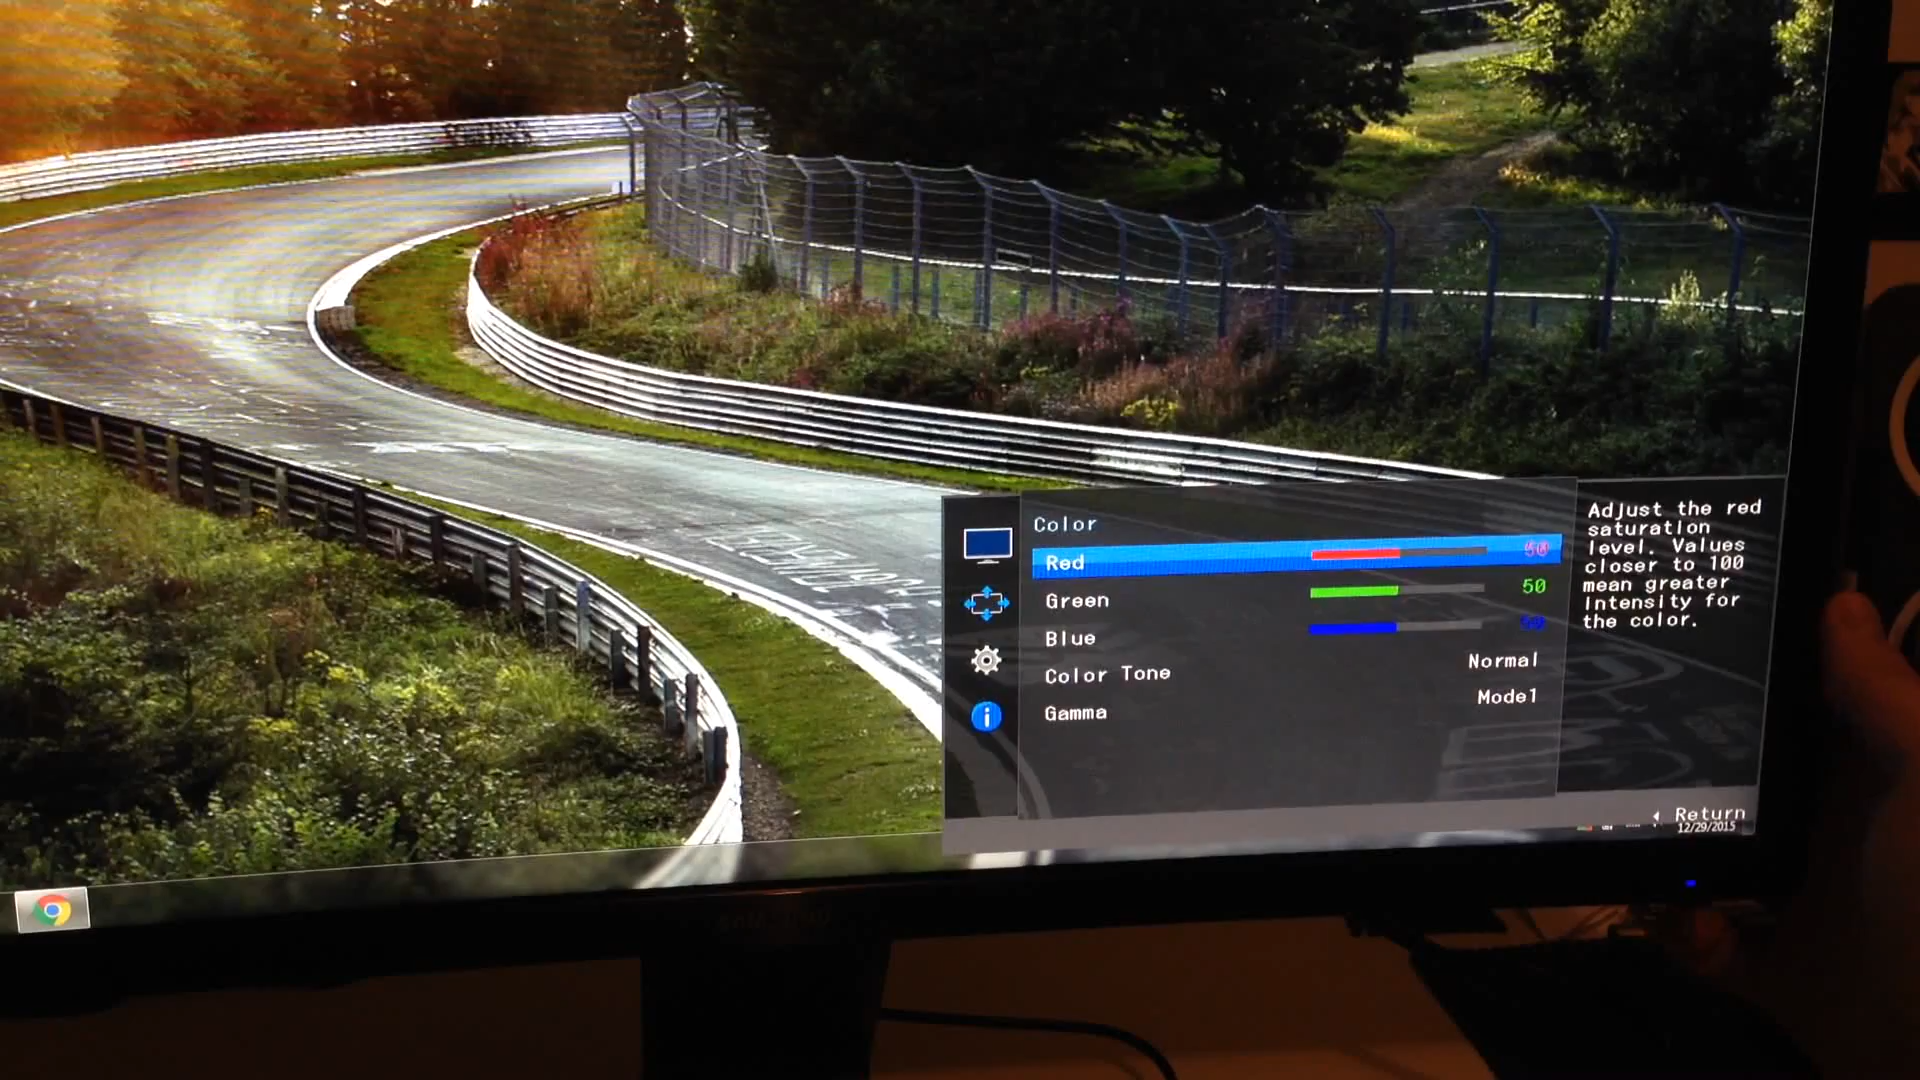 Color
Red 50
Green 50
Blue 50
Color Tone Normal
Gamma Mode1
Adjust the red
saturation
level. Values
closer to 100
mean greater
intensity for
the color.
Return
12/29/2015